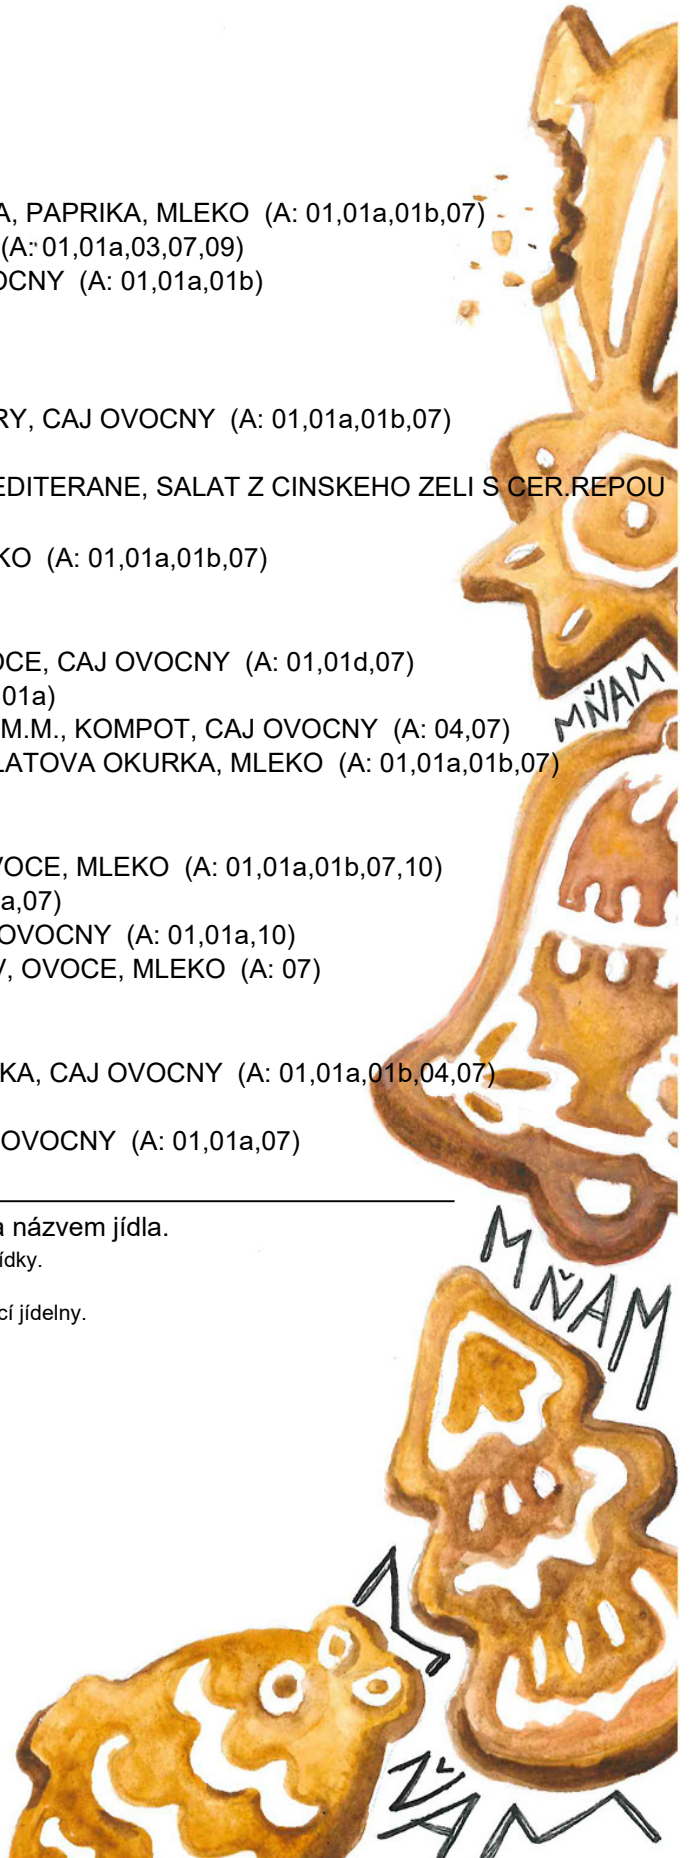 A, PAPRIKA, MLEKO (A: 01,01a,01b,07)
(A: 01,01a,03,07,09)
OCNY (A: 01,01a,01b)
RY, CAJ OVOCNY (A: 01,01a,01b,07)
EDITERANE, SALAT Z CINSKEHO ZELI S CER.REPOU
KO (A: 01,01a,01b,07)
OCE, CAJ OVOCNY (A: 01,01d,07)
01a)
MŇAM
M.M., KOMPOT, CAJ OVOCNY (A: 04,07)
LATOVA OKURKA, MLEKO (A: 01,01a,01b,07)
VOCE, MLEKO (A: 01,01a,01b,07,10)
a,07)
OVOCNY (A: 01,01a,10)
V, OVOCE, MLEKO (A: 07)
KA, CAJ OVOCNY (A: 01,01a,01b,04,07)
OVOCNY (A: 01,01a,07)
a názvem jídla.
ídky.
cí jídelny.
MŇAM
M
ŇAM